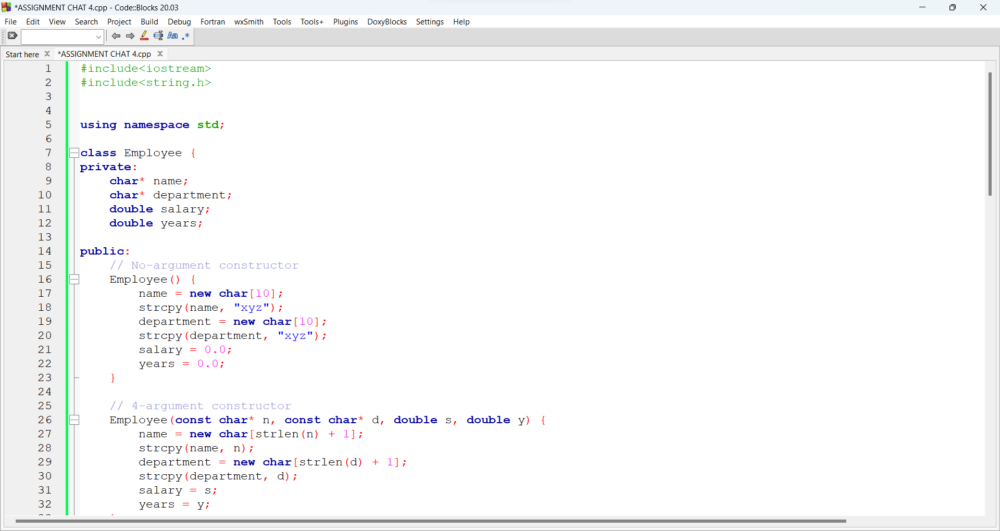 *ASSIGNMENT CHAT 4.cpp - Code::Blocks 20.03
File Edit View Search Project Build Debug Fortran wxSmith Tools Tools+ Plugins DoxyBlocks Settings Help
Aa .*
Start here *ASSIGNMENT CHAT 4.cpp
1 #include<iostream>
2 #include<string.h>
3
4
5 using namespace std;
6
7 class Employee {
8 private:
9     char* name;
10     char* department;
11     double salary;
12     double years;
13
14 public:
15     // No-argument constructor
16     Employee() {
17         name = new char[10];
18         strcpy(name, "xyz");
19         department = new char[10];
20         strcpy(department, "xyz");
21         salary = 0.0;
22         years = 0.0;
23     }
24
25     // 4-argument constructor
26     Employee(const char* n, const char* d, double s, double y) {
27         name = new char[strlen(n) + 1];
28         strcpy(name, n);
29         department = new char[strlen(d) + 1];
30         strcpy(department, d);
31         salary = s;
32         years = y;